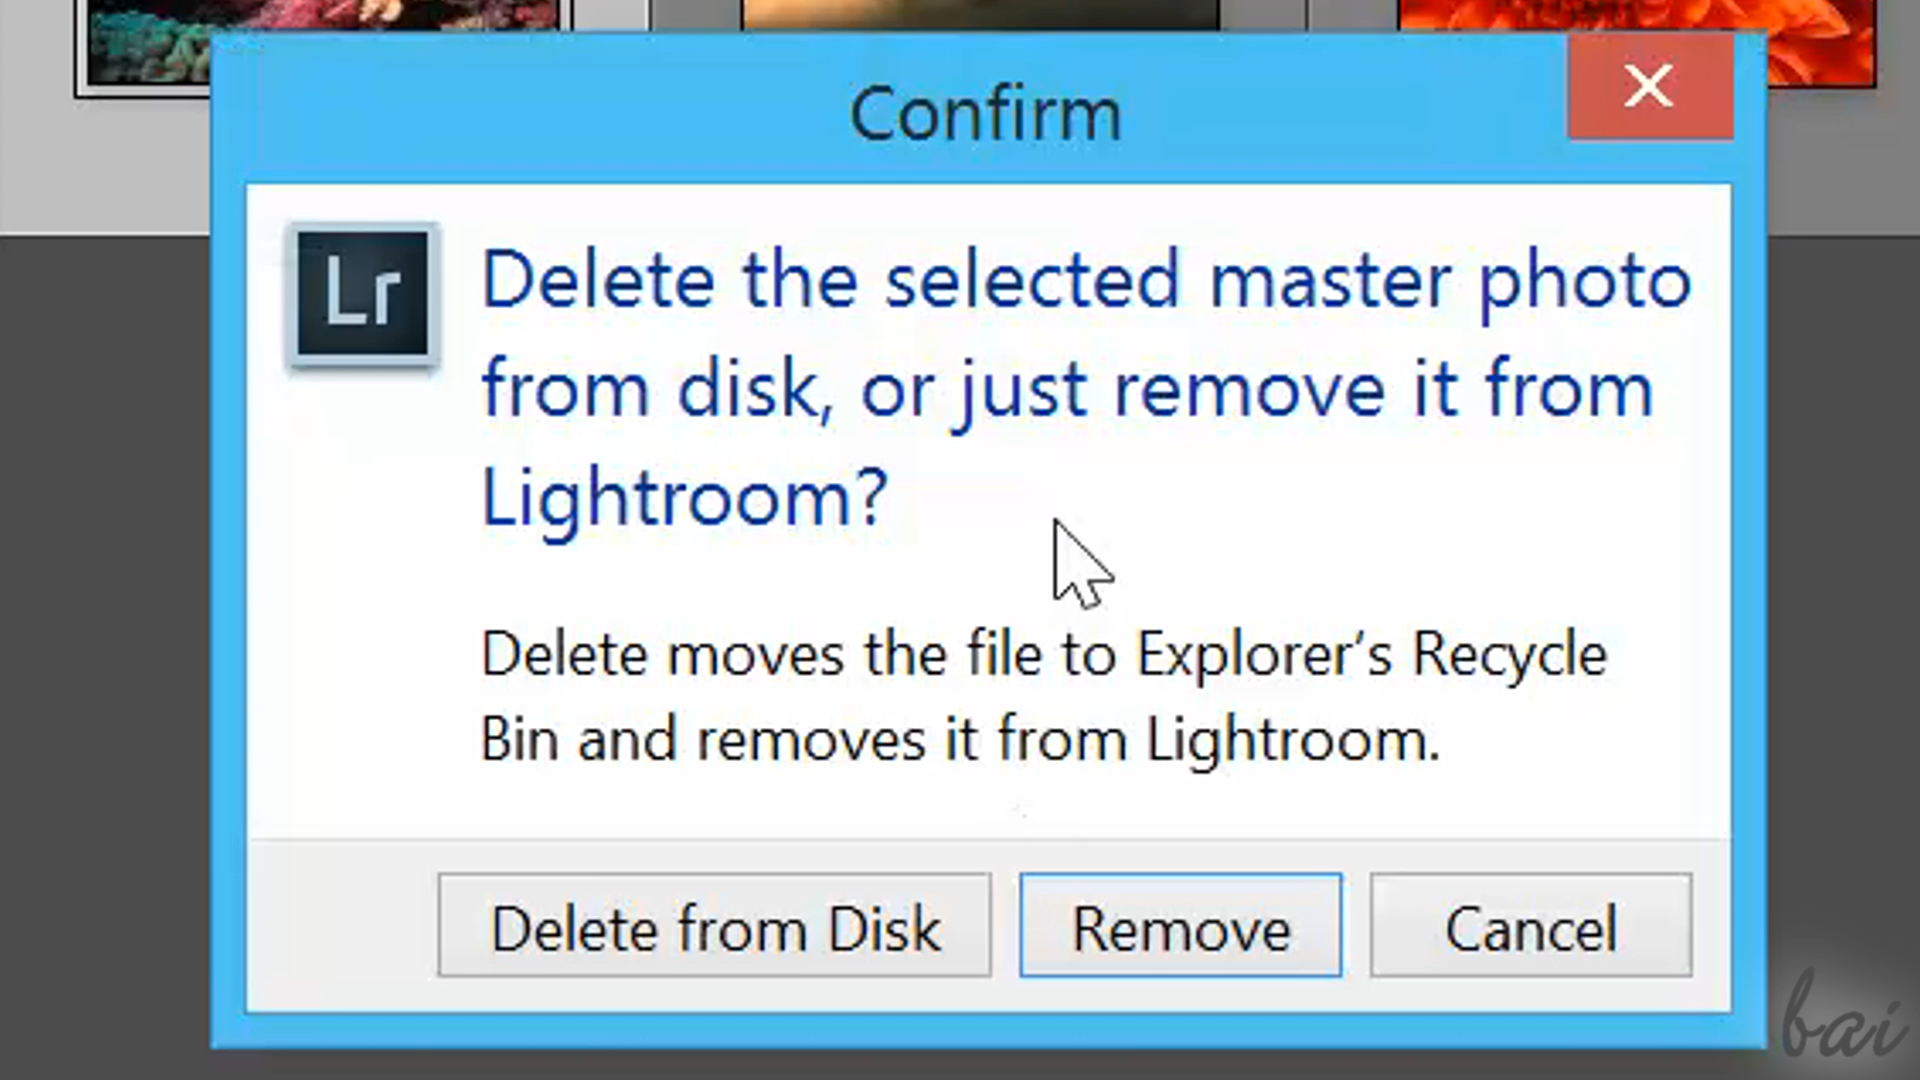 Confirm
Lr
Delete the selected master photo
from disk, or just remove it from
Lightroom?
Delete moves the file to Explorer's Recycle
Bin and removes it from Lightroom.
Delete from Disk
Remove
Cancel
bai